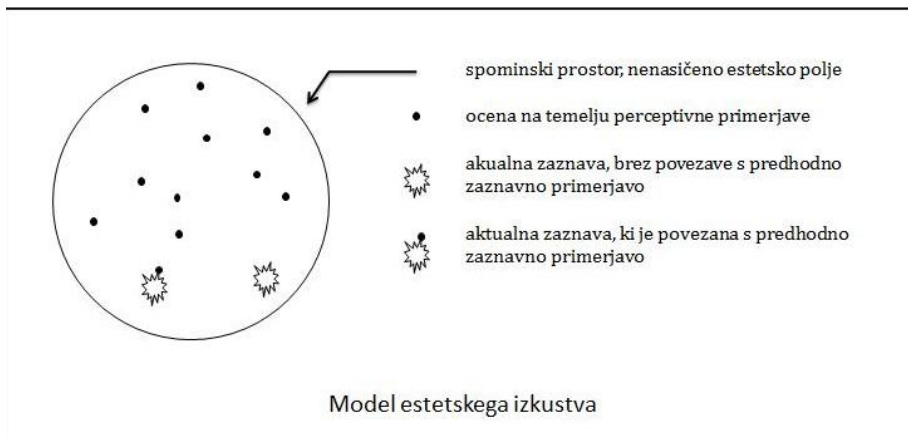 spominski prostor, nenasičeno estetsko polje
ocena na temelju perceptivne primerjave
akualna zaznava, brez povezave s predhodno
zaznavno primerjavo
aktualna zaznava, ki je povezana s predhodno
zaznavno primerjavo
Model estetskega izkustva